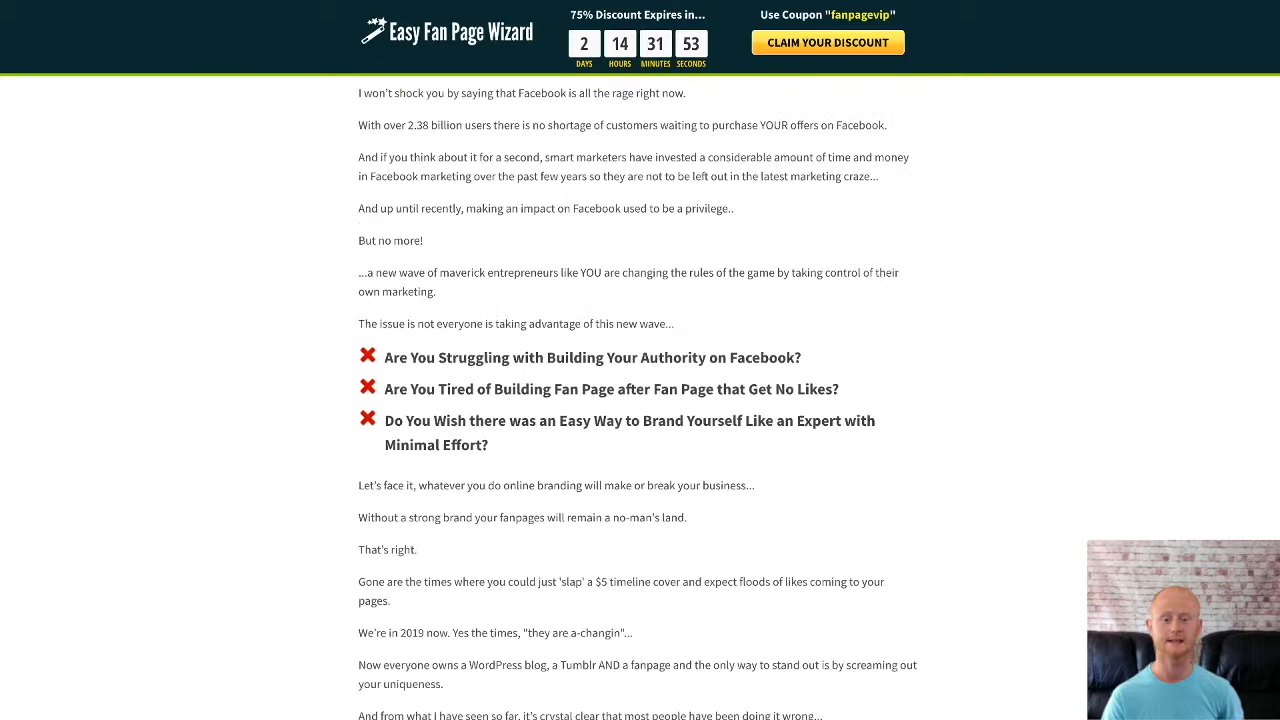 Easy Fan Page Wizard
75% Discount Expires in...
2 14 31 53
DAYS HOURS MINUTES SECONDS
Use Coupon "fanpagevip"
CLAIM YOUR DISCOUNT
I won't shock you by saying that Facebook is all the rage right now.
With over 2.38 billion users there is no shortage of customers waiting to purchase YOUR offers on Facebook.
And if you think about it for a second, smart marketers have invested a considerable amount of time and money
in Facebook marketing over the past few years so they are not to be left out in the latest marketing craze...
And up until recently, making an impact on Facebook used to be a privilege..
But no more!
...a new wave of maverick entrepreneurs like YOU are changing the rules of the game by taking control of their
own marketing.
The issue is not everyone is taking advantage of this new wave...
Are You Struggling with Building Your Authority on Facebook?
Are You Tired of Building Fan Page after Fan Page that Get No Likes?
Do You Wish there was an Easy Way to Brand Yourself Like an Expert with
Minimal Effort?
Let's face it, whatever you do online branding will make or break your business...
Without a strong brand your fanpages will remain a no-man's land.
That's right.
Gone are the times where you could just 'slap' a $5 timeline cover and expect floods of likes coming to your
pages.
We're in 2019 now. Yes the times, "they are a-changin"...
Now everyone owns a WordPress blog, a Tumblr AND a fanpage and the only way to stand out is by screaming out
your uniqueness.
And from what I have seen so far, it's crystal clear that most people have been doing it wrong...